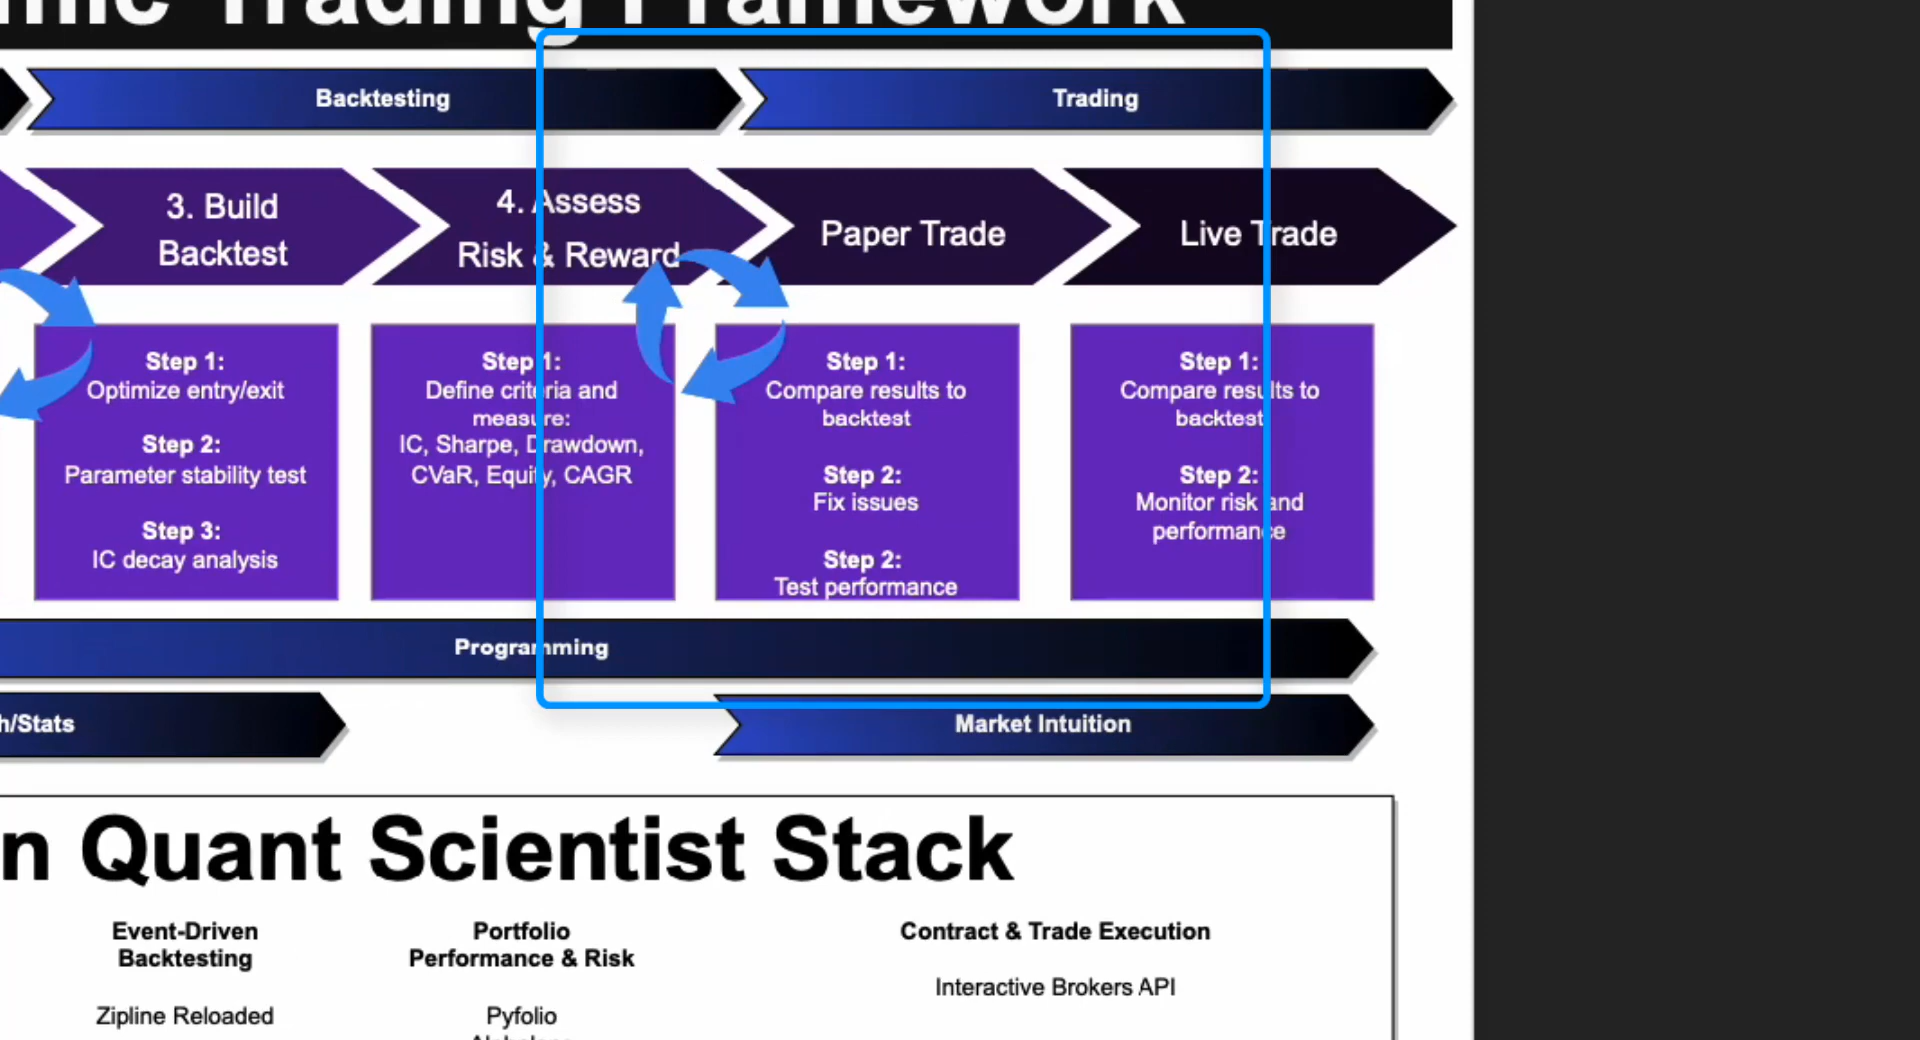 Trading Framework
Backtesting
Trading
3. Build
Backtest
4. Assess
Risk & Reward
Paper Trade
Live Trade
Step 1:
Optimize entry/exit
Step 2:
Parameter stability test
Step 3:
IC decay analysis
Step 1:
Define criteria and
measure:
IC, Sharpe, Drawdown,
CVaR, Equity, CAGR
Step 1:
Compare results to
backtest
Step 2:
Fix issues
Step 2:
Test performance
Step 1:
Compare results to
backtest
Step 2:
Monitor risk and
performance
Programming
h/Stats
Market Intuition
n Quant Scientist Stack
Event-Driven
Backtesting
Zipline Reloaded
Portfolio
Performance & Risk
Pyfolio
Contract & Trade Execution
Interactive Brokers API